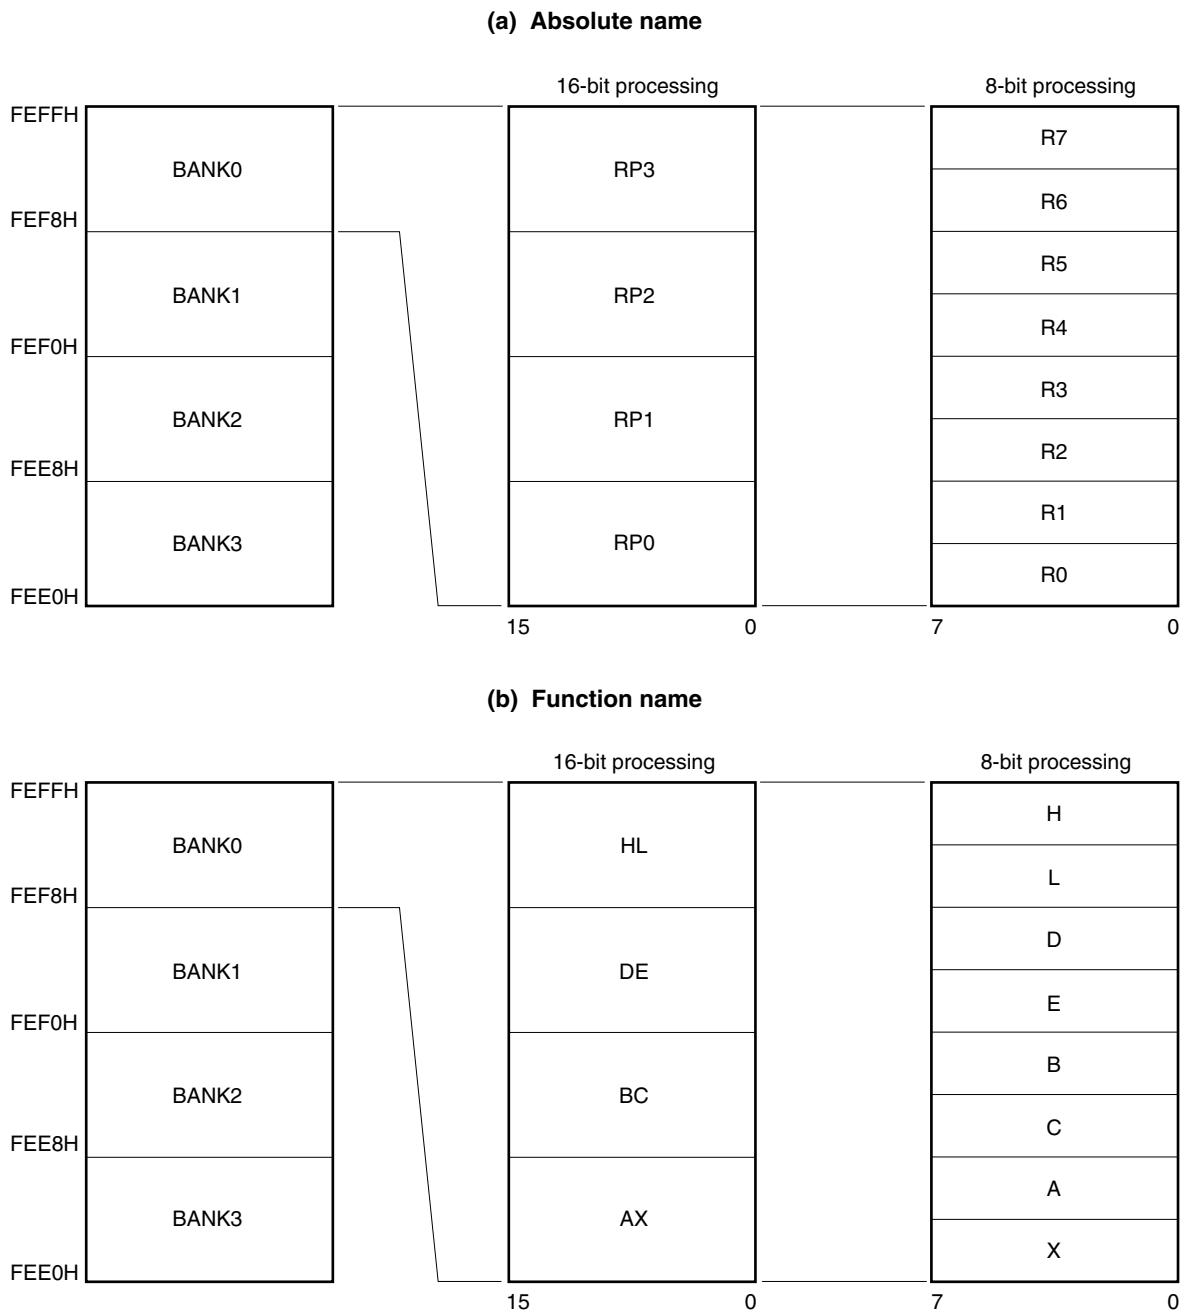 (a) Absolute name
16-bit processing 8-bit processing
FEFFH
R7
BANK0 RP3
R6
FEF8H
R5
BANK1 RP2
R4
FEF0H
R3
BANK2 RP1
R2
FEE8H
R1
BANK3 RP0
R0
FEE0H
15 0 7 0
(b) Function name
16-bit processing 8-bit processing
FEFFH
H
BANK0 HL
L
FEF8H
D
BANK1 DE
E
FEF0H
B
BANK2 BC
C
FEE8H
A
BANK3 AX
X
FEE0H
15 0 7 0